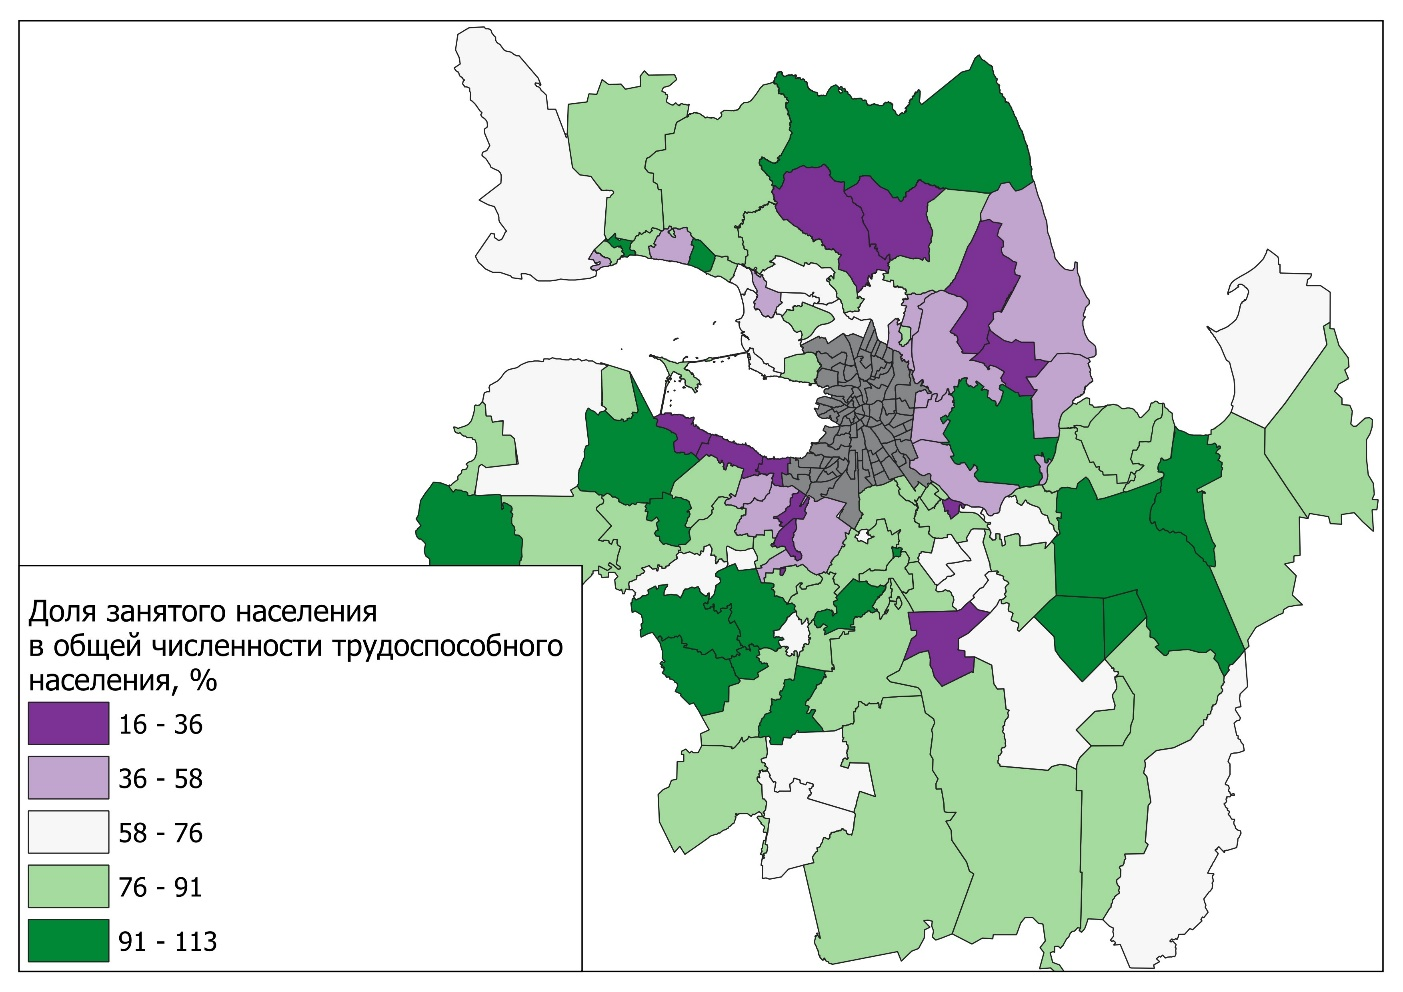 Доля занятого населения
в общей численности трудоспособного
населения, %
16 - 36
36 - 58
58 - 76
76 - 91
91 - 113